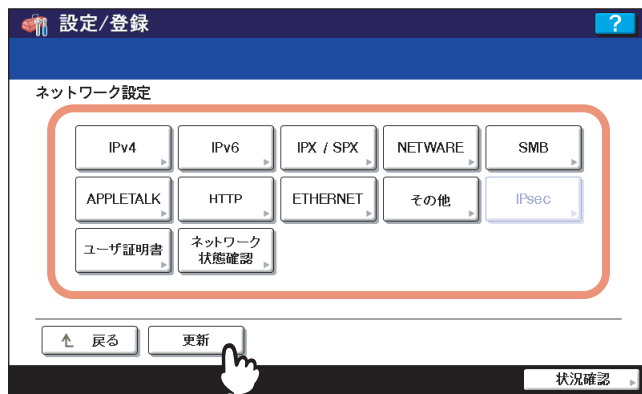 設定/登録
?
ネットワーク設定
IPv4
IPv6
IPX / SPX
NETWARE
SMB
APPLETALK
HTTP
ETHERNET
その他
IPsec
ユーザ証明書
ネットワーク
状態確認
戻る
更新
状況確認